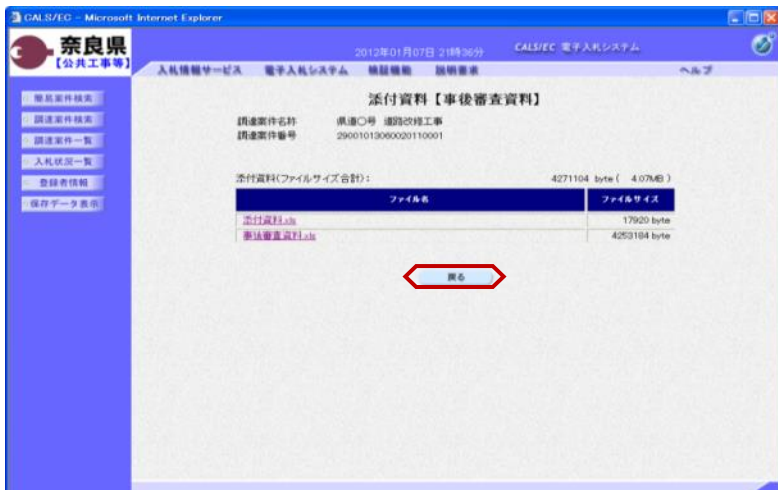 CALS/EC - Microsoft Internet Explorer
奈良県
【公共工事等】
2012年01月07日 21時36分
CALS/EC 電子入札システム
入札情報サービス 電子入札システム 検証機能 説明要求 ヘルプ
簡易案件検索
調達案件検索
調達案件一覧
入札状況一覧
登録者情報
保存データ表示
添付資料【事後審査資料】
調達案件名称 県道○号 道路改修工事
調達案件番号 29001013060020110001
添付資料(ファイルサイズ合計): 4271104 byte ( 4.07MB )
ファイル名 ファイルサイズ
添付資料.xls 17920 byte
事後審査資料.xls 4253184 byte
戻る